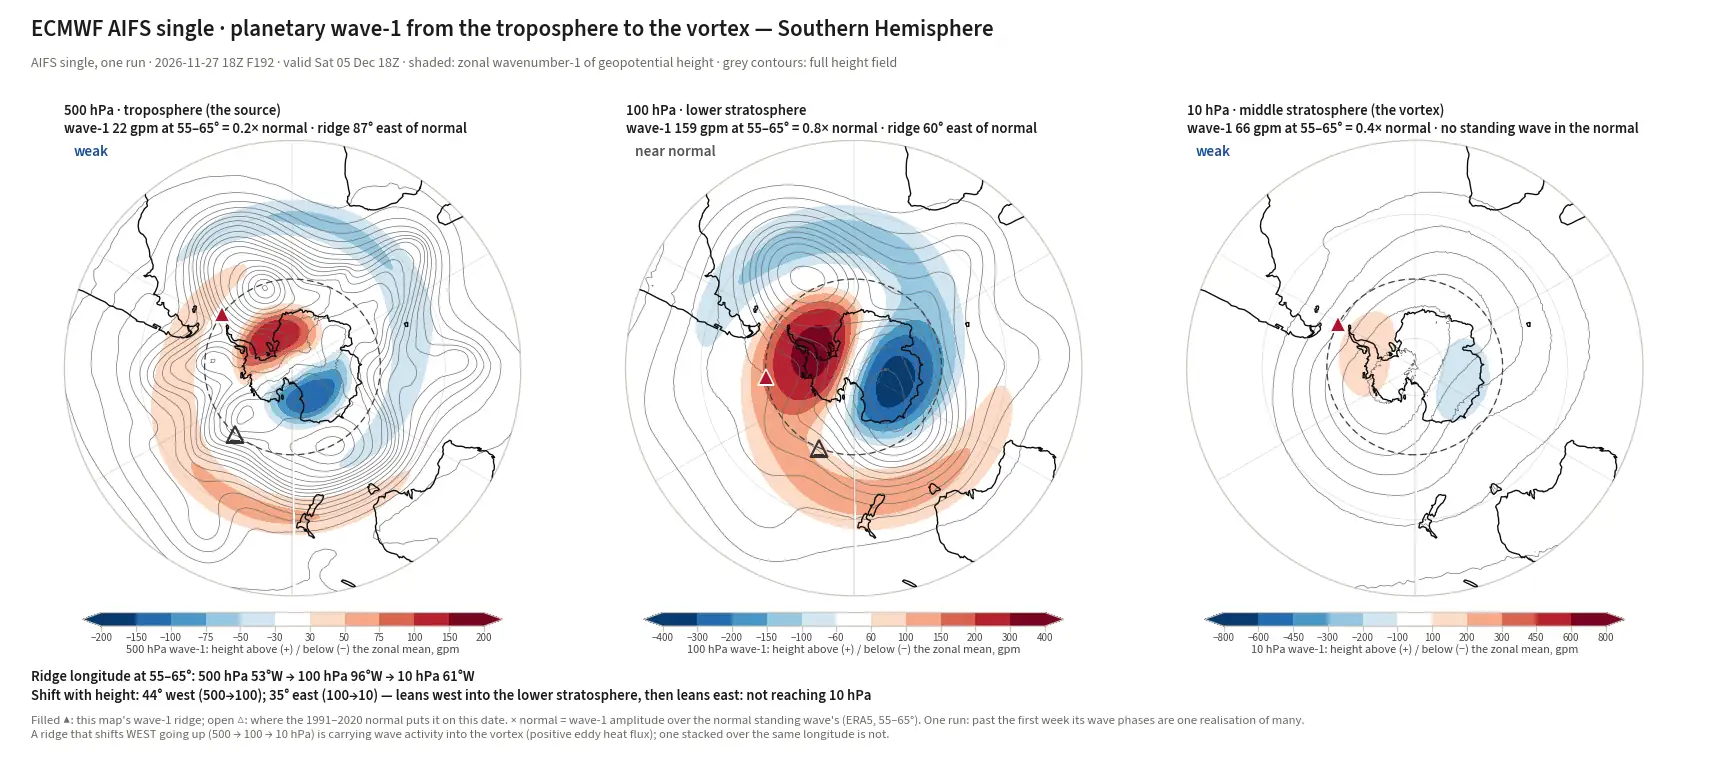 ECMWF AIFS single · planetary wave-1 from the troposphere to the vortex — Southern Hemisphere
AIFS single, one run · 2026-11-27 18Z F192 · valid Sat 05 Dec 18Z · shaded: zonal wavenumber-1 of geopotential height · grey contours: full height field
500 hPa · troposphere (the source)
wave-1 22 gpm at 55–65° = 0.2× normal · ridge 87° east of normal
weak
100 hPa · lower stratosphere
wave-1 159 gpm at 55–65° = 0.8× normal · ridge 60° east of normal
near normal
10 hPa · middle stratosphere (the vortex)
wave-1 66 gpm at 55–65° = 0.4× normal · no standing wave in the normal
weak
−200 −150 −100 −75 −50 −30 30 50 75 100 150 200
500 hPa wave-1: height above (+) / below (−) the zonal mean, gpm
−400 −300 −200 −150 −100 −60 60 100 150 200 300 400
100 hPa wave-1: height above (+) / below (−) the zonal mean, gpm
−800 −600 −450 −300 −200 −100 100 200 300 450 600 800
10 hPa wave-1: height above (+) / below (−) the zonal mean, gpm
Ridge longitude at 55–65°: 500 hPa 53°W → 100 hPa 96°W → 10 hPa 61°W
Shift with height: 44° west (500→100); 35° east (100→10) — leans west into the lower stratosphere, then leans east: not reaching 10 hPa
Filled ▲: this map's wave-1 ridge; open △: where the 1991–2020 normal puts it on this date. × normal = wave-1 amplitude over the normal standing wave's (ERA5, 55–65°). One run: past the first week its wave phases are one realisation of many.
A ridge that shifts WEST going up (500 → 100 → 10 hPa) is carrying wave activity into the vortex (positive eddy heat flux); one stacked over the same longitude is not.